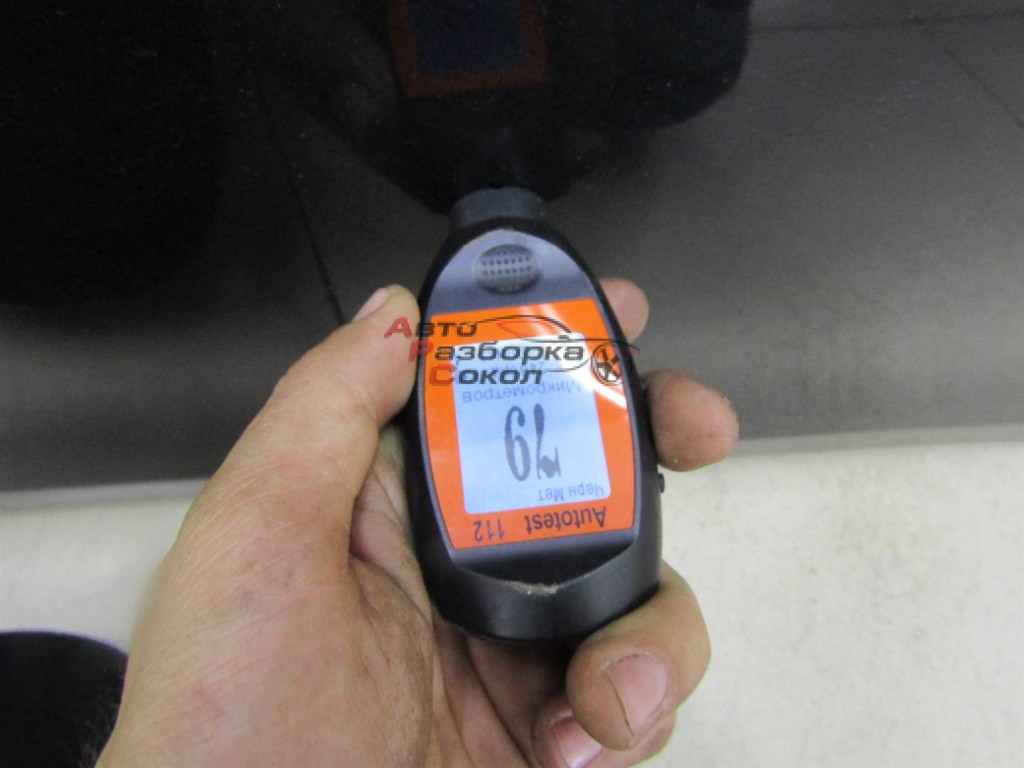 Autotest 112
Черн Мет
79
Микрометров
Авто
Разборка
Сокол